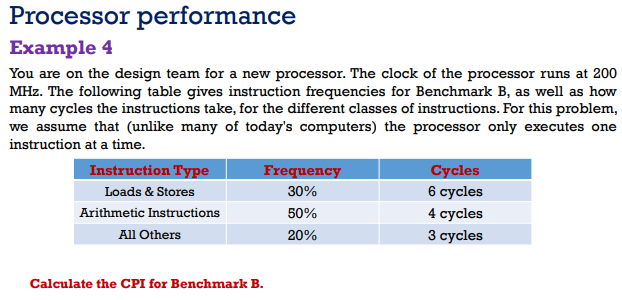 Processor performance
Example 4
You are on the design team for a new processor. The clock of the processor runs at 200
MHz. The following table gives instruction frequencies for Benchmark B, as well as how
many cycles the instructions take, for the different classes of instructions. For this problem,
we assume that (unlike many of today's computers) the processor only executes one
instruction at a time.
Instruction Type Frequency Cycles
Loads & Stores 30% 6 cycles
Arithmetic Instructions 50% 4 cycles
All Others 20% 3 cycles
Calculate the CPI for Benchmark B.